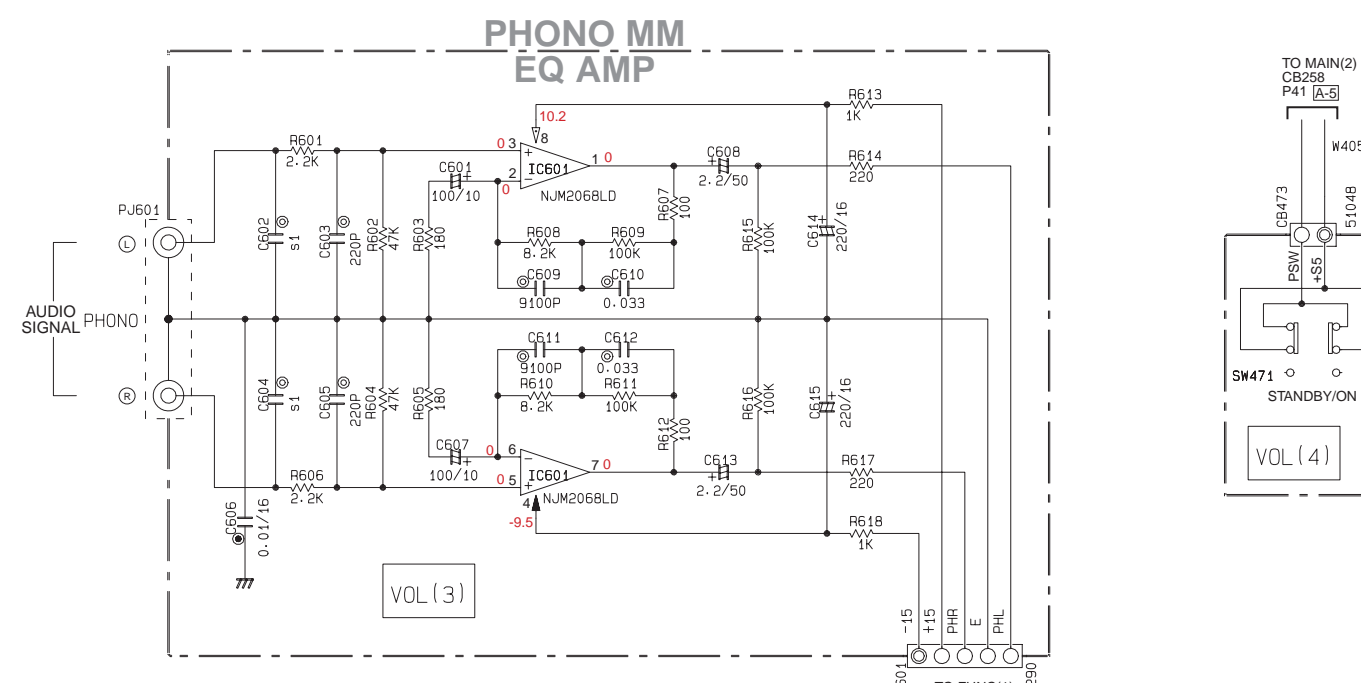 PHONO MM
EQ AMP
TO MAIN(2)
CB258
P41 A-5
W405
CB473
51048
PSW
+S5
SW471
STANDBY/ON
VOL(4)
R613
1K
10.2
8
R601
2.2K
0 3
+
C601
+
100/10
2
−
0
IC601
1 0
NJM2068LD
C608
+
2.2/50
R614
220
R607
100
PJ601
L
C602
s1
C603
220P
R602
47K
R603
180
R608
8.2K
R609
100K
C609
9100P
C610
0.033
R615
100K
C614
+
220/16
AUDIO
SIGNAL
PHONO
C611
9100P
C612
0.033
R610
8.2K
R611
100K
R
C604
s1
C605
220P
R604
47K
R605
180
R612
100
R616
100K
C615
+
220/16
C607
+
100/10
0 6
−
0 5
+
IC601
7 0
NJM2068LD
4
-9.5
C613
+
2.2/50
R617
220
R618
1K
R606
2.2K
C606
0.01/16
VOL(3)
-15
+15
PHR
E
PHL